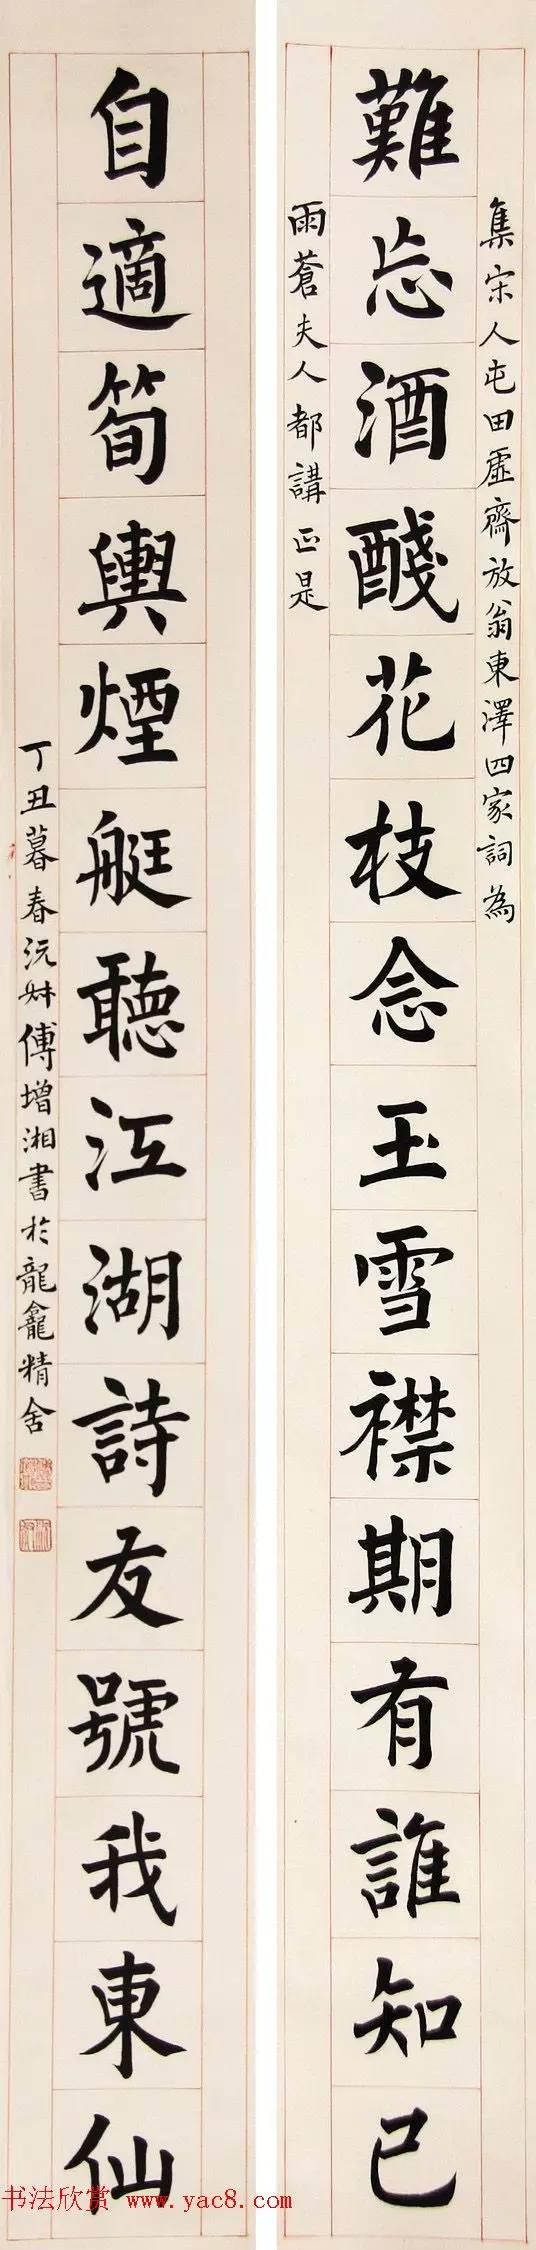 集宋人屯田虛齋放翁東澤四家詞為
難忘酒醆花枝念玉雪襟期有誰知己
雨蒼夫人都講正是
自適筍輿煙艇聽江湖詩友號我東仙
丁丑暮春沅尗傅增湘書於龍龕精舍
书法欣赏 www.yac8.com